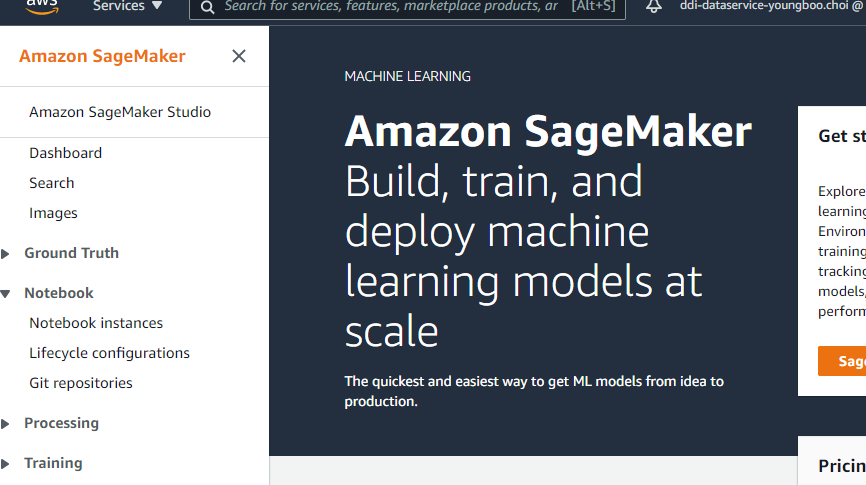 aws
Services
Search for services, features, marketplace products, ar
[Alt+S]
ddi-dataservice-youngboo.choi @
Amazon SageMaker
Amazon SageMaker Studio
Dashboard
Search
Images
Ground Truth
Notebook
Notebook instances
Lifecycle configurations
Git repositories
Processing
Training
MACHINE LEARNING
Amazon SageMaker
Build, train, and
deploy machine
learning models at
scale
The quickest and easiest way to get ML models from idea to
production.
Get st
Explore
learning
Environ
training
tracking
models,
perform
Sage
Pricin